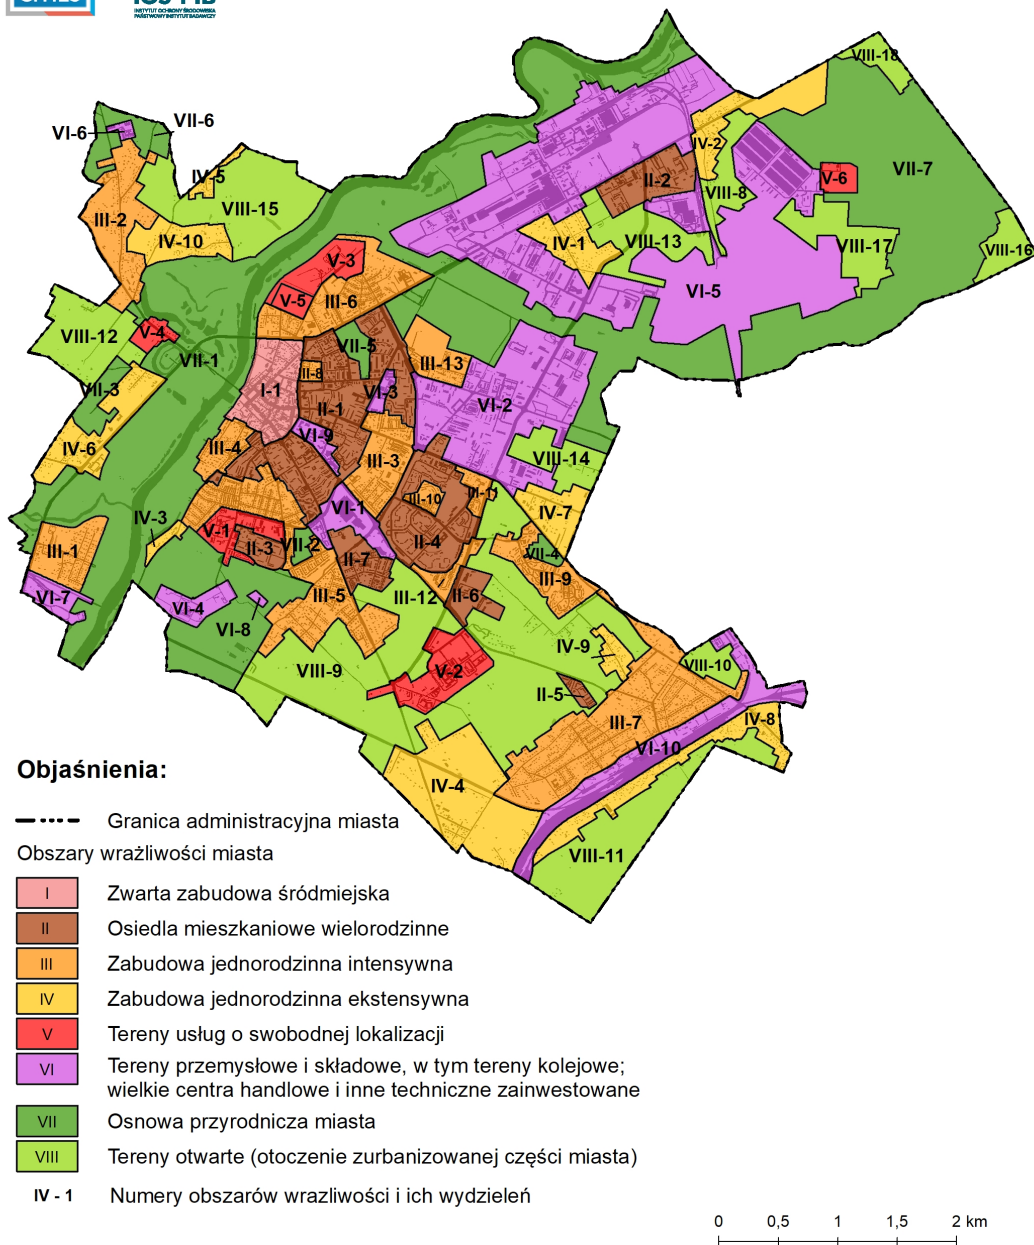 INSTYTUT OCHRONY ŚRODOWISKA
PAŃSTWOWY INSTYTUT BADAWCZY
VIII-18
VI-6
VII-6
IV-2
II-2
V-6
VII-7
IV-5
VIII-8
VIII-15
III-2
IV-10
IV-1
VIII-13
VIII-17
VIII-16
V-3
VI-5
V-5
III-6
VIII-12
V-4
VII-1
VII-5
III-13
II-8
VII-3
I-1
VI-3
II-1
VI-2
VI-9
IV-6
III-4
III-3
VIII-14
III-10
III-11
VI-1
IV-7
IV-3
V-1
II-3
VII-2
II-4
III-1
II-7
VII-4
III-9
VI-7
VI-4
III-5
III-12
II-6
VI-8
IV-9
VIII-9
V-2
VIII-10
II-5
III-7
IV-8
VI-10
IV-4
VIII-11
Objaśnienia:
Granica administracyjna miasta
Obszary wrażliwości miasta
I Zwarta zabudowa śródmiejska
II Osiedla mieszkaniowe wielorodzinne
III Zabudowa jednorodzinna intensywna
IV Zabudowa jednorodzinna ekstensywna
V Tereny usług o swobodnej lokalizacji
VI Tereny przemysłowe i składowe, w tym tereny kolejowe;
wielkie centra handlowe i inne techniczne zainwestowane
VII Osnowa przyrodnicza miasta
VIII Tereny otwarte (otoczenie zurbanizowanej części miasta)
IV - 1 Numery obszarów wrazliwości i ich wydzieleń
0 0,5 1 1,5 2 km